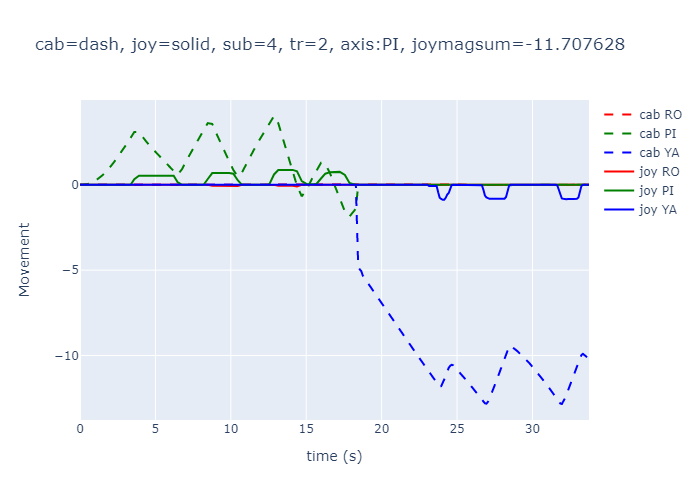 cab=dash, joy=solid, sub=4, tr=2, axis:PI, joymagsum=-11.707628
cab RO
cab PI
cab YA
joy RO
joy PI
joy YA
Movement
0
−5
−10
0 5 10 15 20 25 30
time (s)